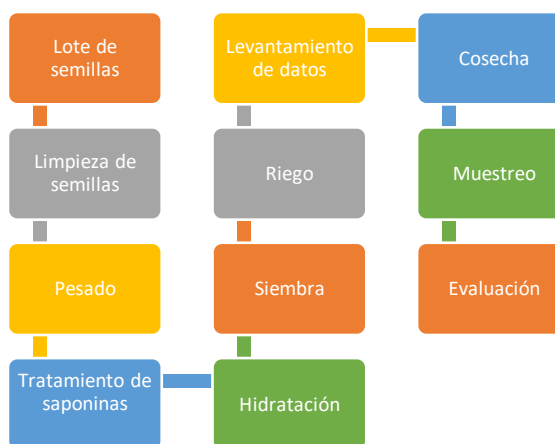 Lote de
semillas
Limpieza de
semillas
Pesado
Tratamiento de
saponinas
Hidratación
Siembra
Riego
Levantamiento
de datos
Cosecha
Muestreo
Evaluación